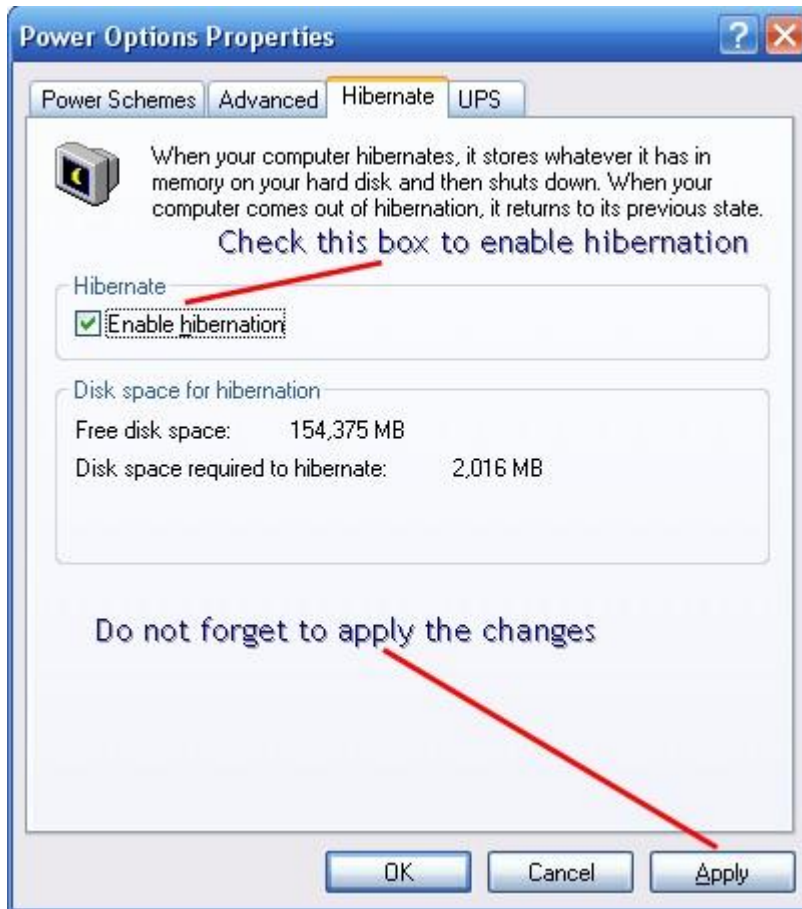 Power Options Properties
Power Schemes Advanced Hibernate UPS
When your computer hibernates, it stores whatever it has in
memory on your hard disk and then shuts down. When your
computer comes out of hibernation, it returns to its previous state.
Check this box to enable hibernation
Hibernate
Enable hibernation
Disk space for hibernation
Free disk space: 154,375 MB
Disk space required to hibernate: 2,016 MB
Do not forget to apply the changes
OK Cancel Apply